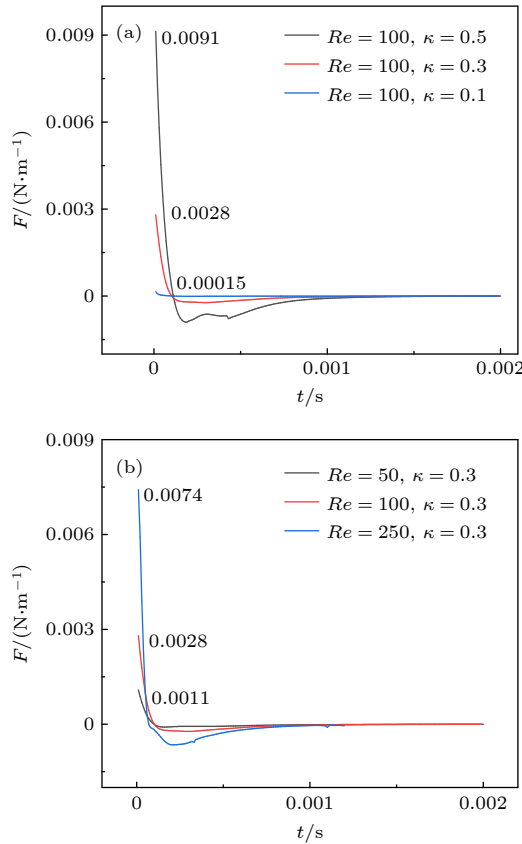 (a)
0.009
0.006
0.003
0
F/(N·m⁻¹)
0.0091
0.0028
0.00015
Re = 100, κ = 0.5
Re = 100, κ = 0.3
Re = 100, κ = 0.1
0 0.001 0.002
t/s
(b)
0.009
0.006
0.003
0
F/(N·m⁻¹)
0.0074
0.0028
0.0011
Re = 50, κ = 0.3
Re = 100, κ = 0.3
Re = 250, κ = 0.3
0 0.001 0.002
t/s